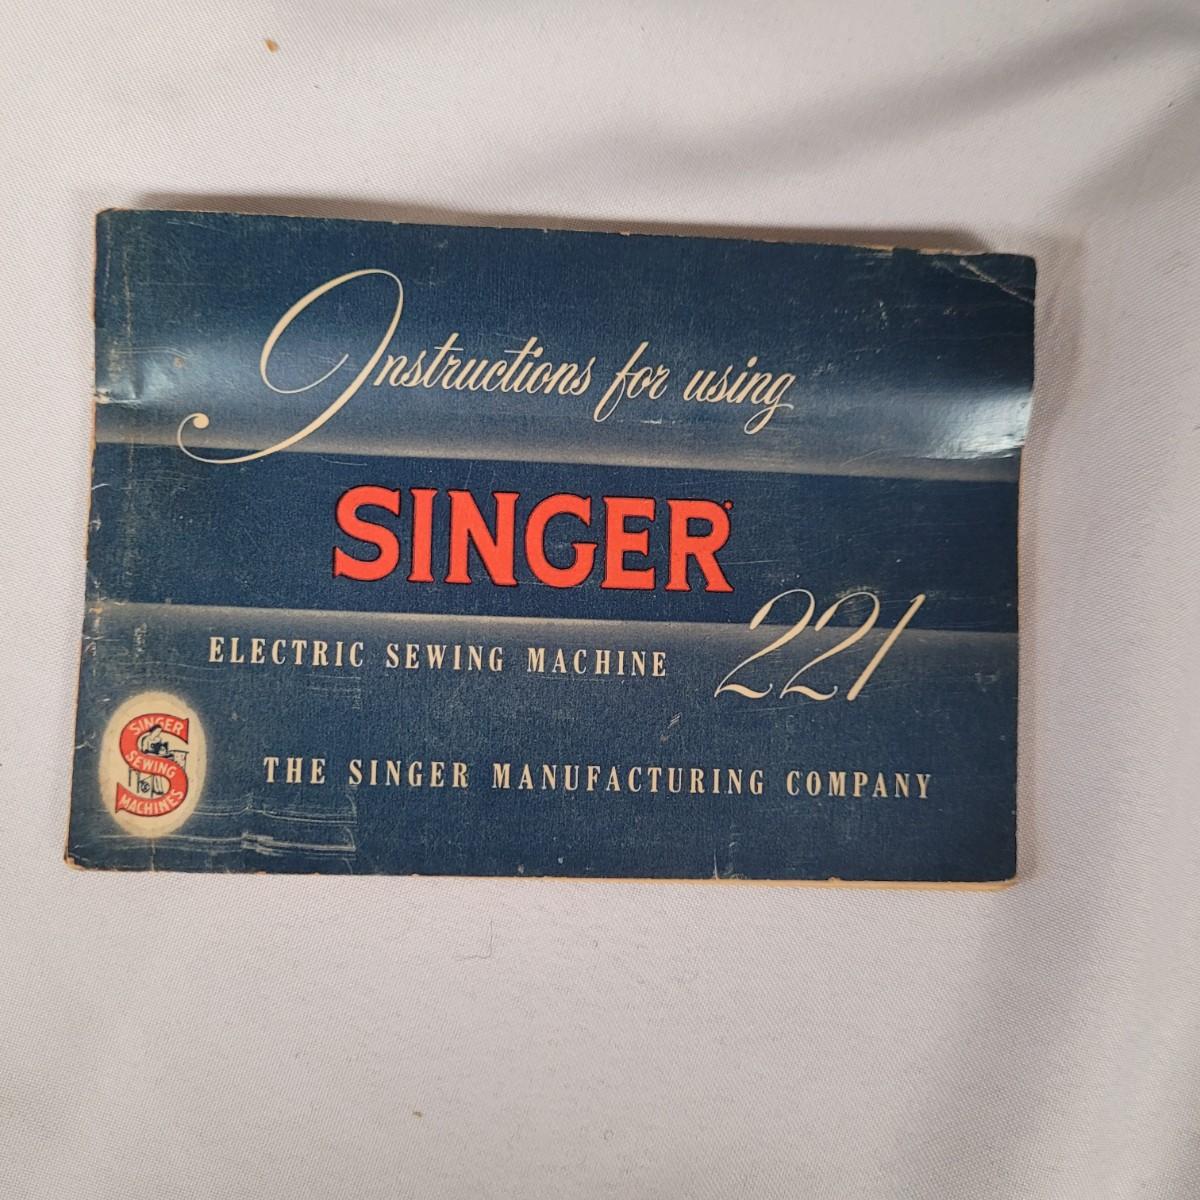 Instructions for using
SINGER
221
ELECTRIC SEWING MACHINE
SINGER
SEWING
MACHINES
THE SINGER MANUFACTURING COMPANY